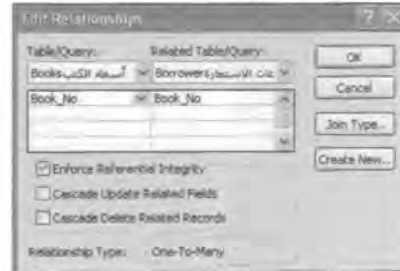 Edit Relationships
Table/Query: Related Table/Query:
Books أسماء الكتب Borrower
Book_No Book_No
Enforce Referential Integrity
Cascade Update Related Fields
Cascade Delete Related Records
Relationship Type: One-To-Many
OK
Cancel
Join Type...
Create New...